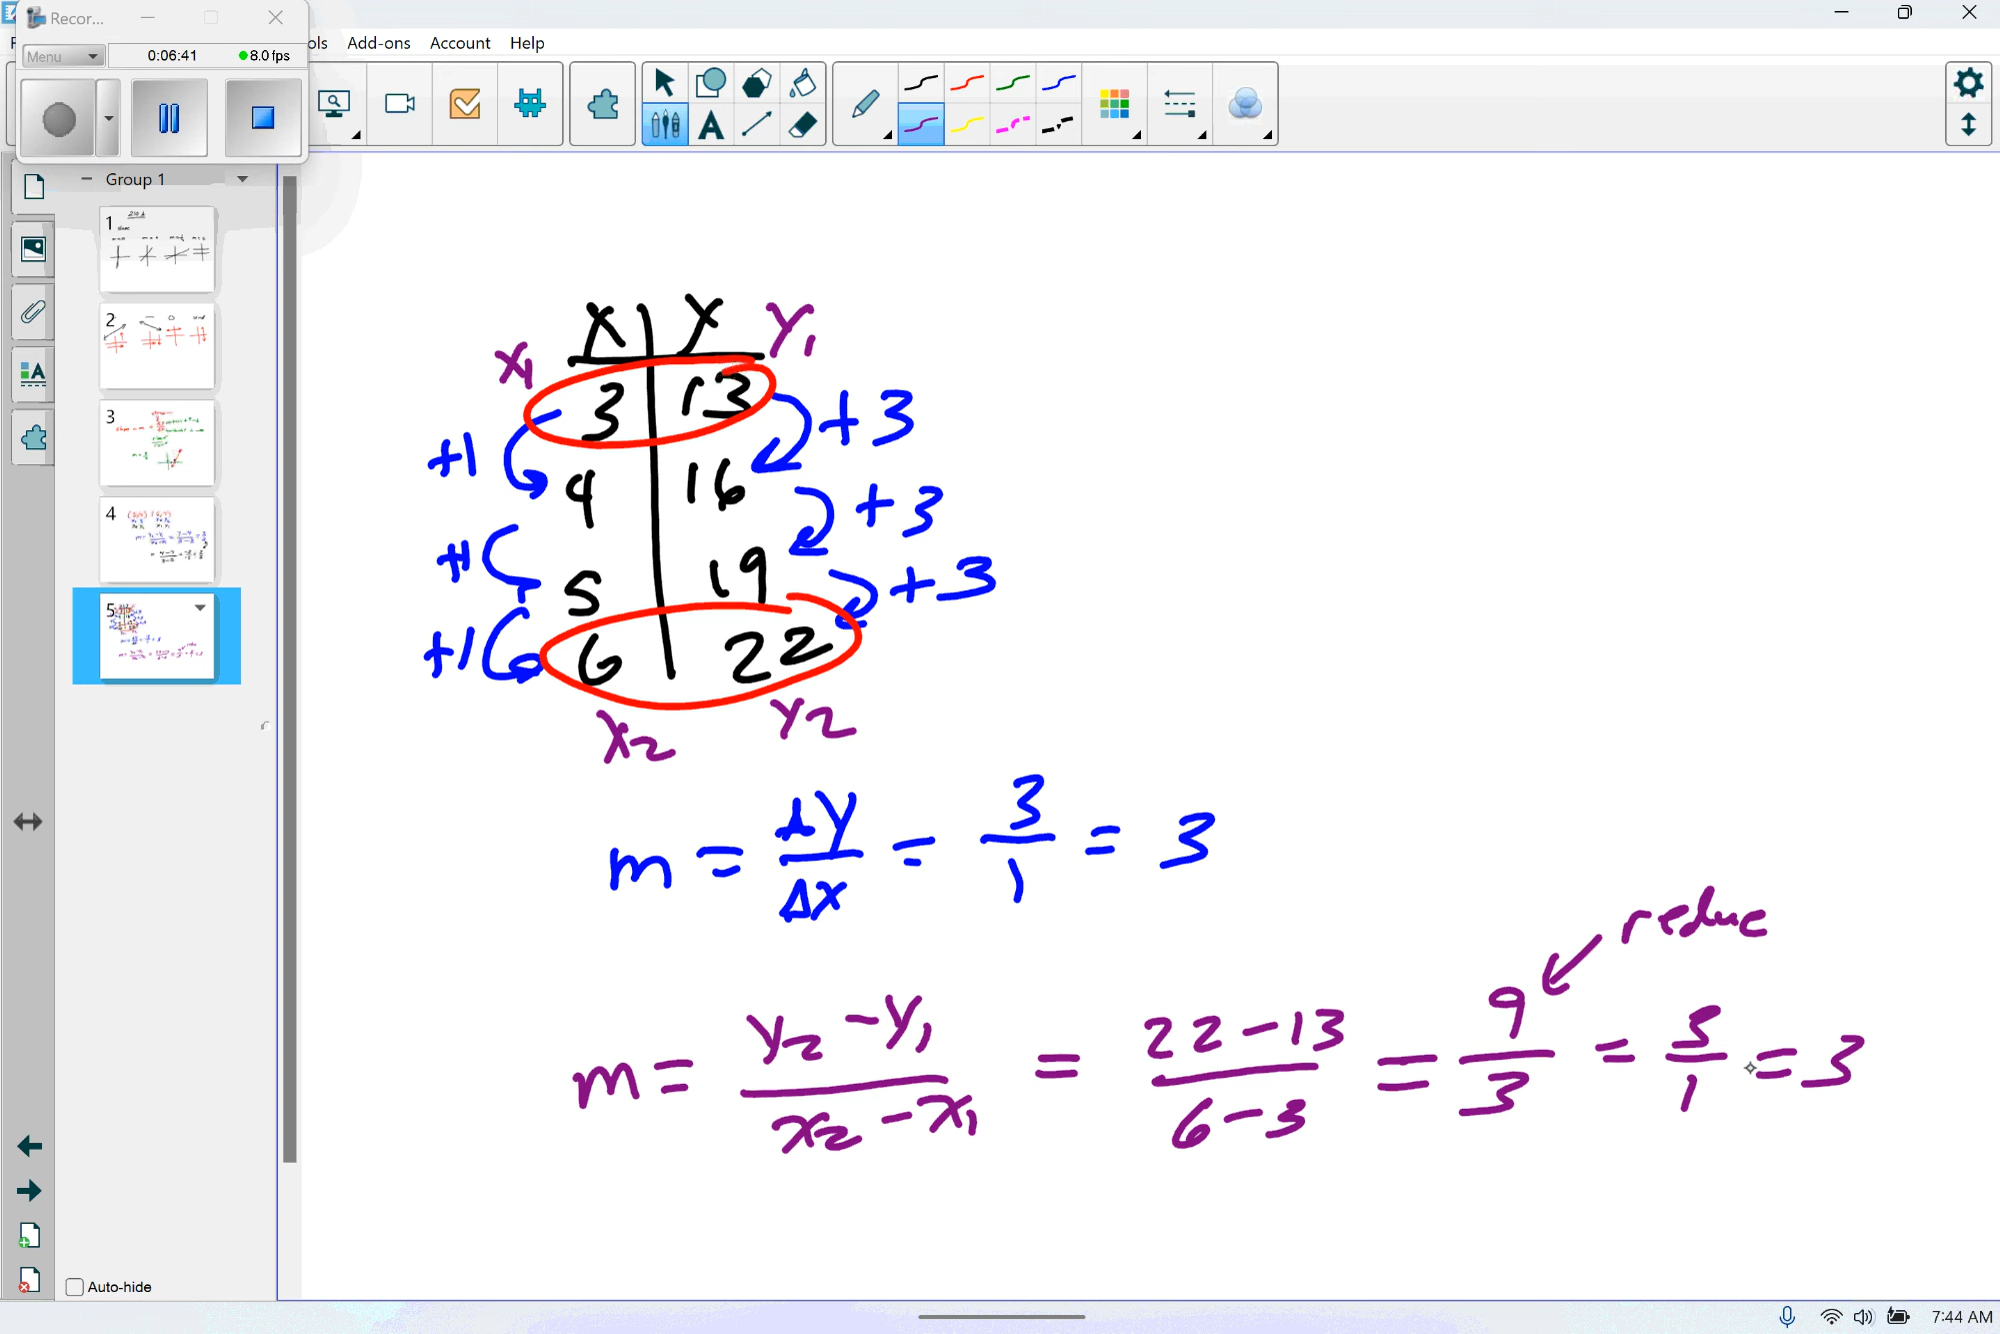 Recor...
Menu 0:06:41 8.0 fps
ols Add-ons Account Help
Group 1
1
2
3
4
5
Auto-hide
X Y Y1
X1
3 13 +3
+1
4 16 +3
+1
5 19 +3
+1
6 22
X2 Y2
m = ΔY/ΔX = 3/1 = 3
reduce
m = (y2 - y1)/(x2 - x1) = (22 - 13)/(6 - 3) = 9/3 = 3/1 = 3
7:44 AM